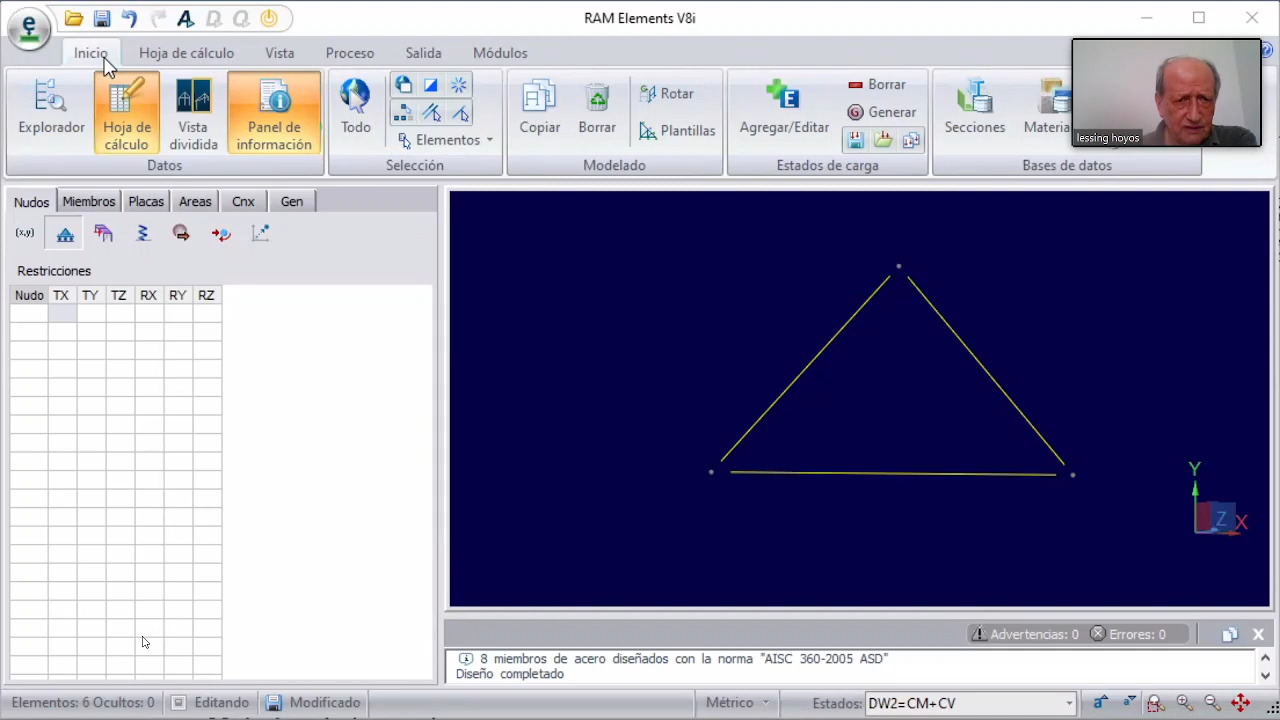 RAM Elements V8i
Inicio
Hoja de cálculo
Vista
Proceso
Salida
Módulos
Explorador
Hoja de
cálculo
Vista
dividida
Panel de
información
Datos
Toda
Elementos
Selección
Copiar
Borrar
Rotar
Plantillas
Modelado
Agregar/Editar
Borrar
Generar
Estados de carga
Secciones
Bases de datos
lessing hoyos
Nudos
Miembros
Placas
Areas
Cnx
Gen
(x,y)
Restricciones
Nudo TX TY TZ RX RY RZ
Y
Z
X
Advertencias: 0
Errores: 0
8 miembros de acero diseñados con la norma "AISC 360-2005 ASD"
Diseño completado
Elementos: 6 Ocultos: 0
Editando
Modificado
Métrico
Estados:
DW2=CM+CV